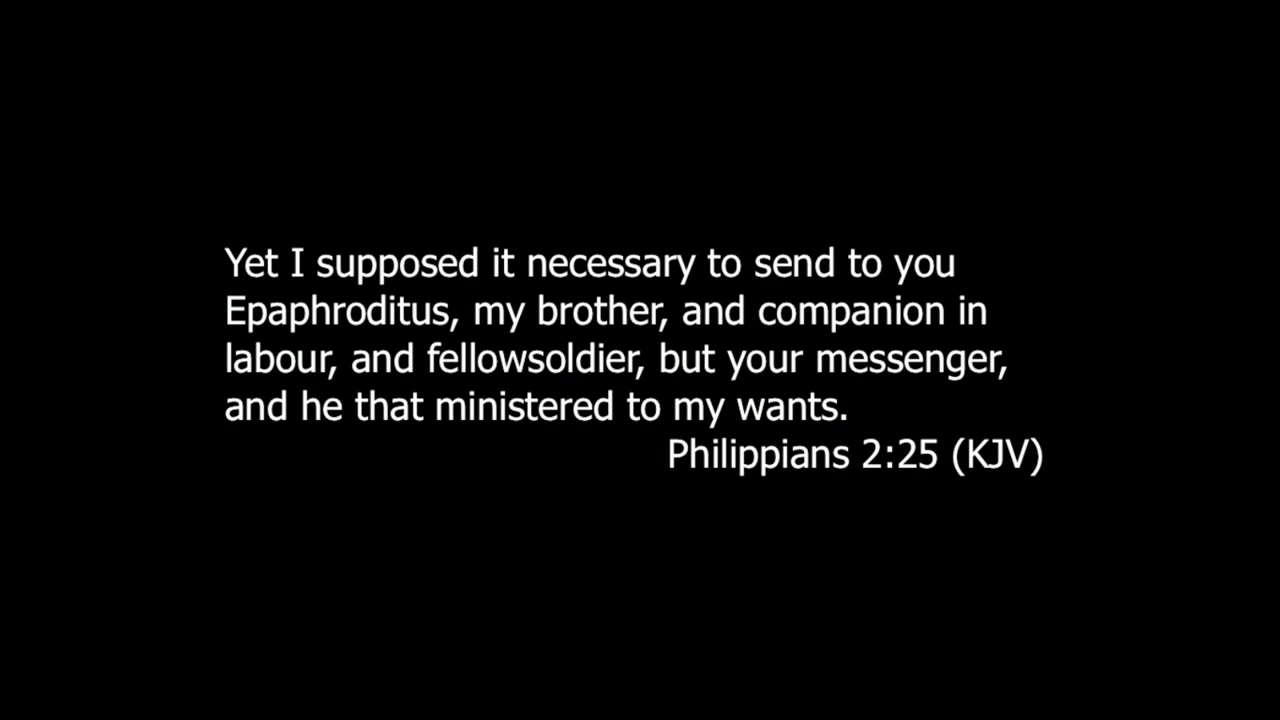 Yet I supposed it necessary to send to you
Epaphroditus, my brother, and companion in
labour, and fellowsoldier, but your messenger,
and he that ministered to my wants.
Philippians 2:25 (KJV)